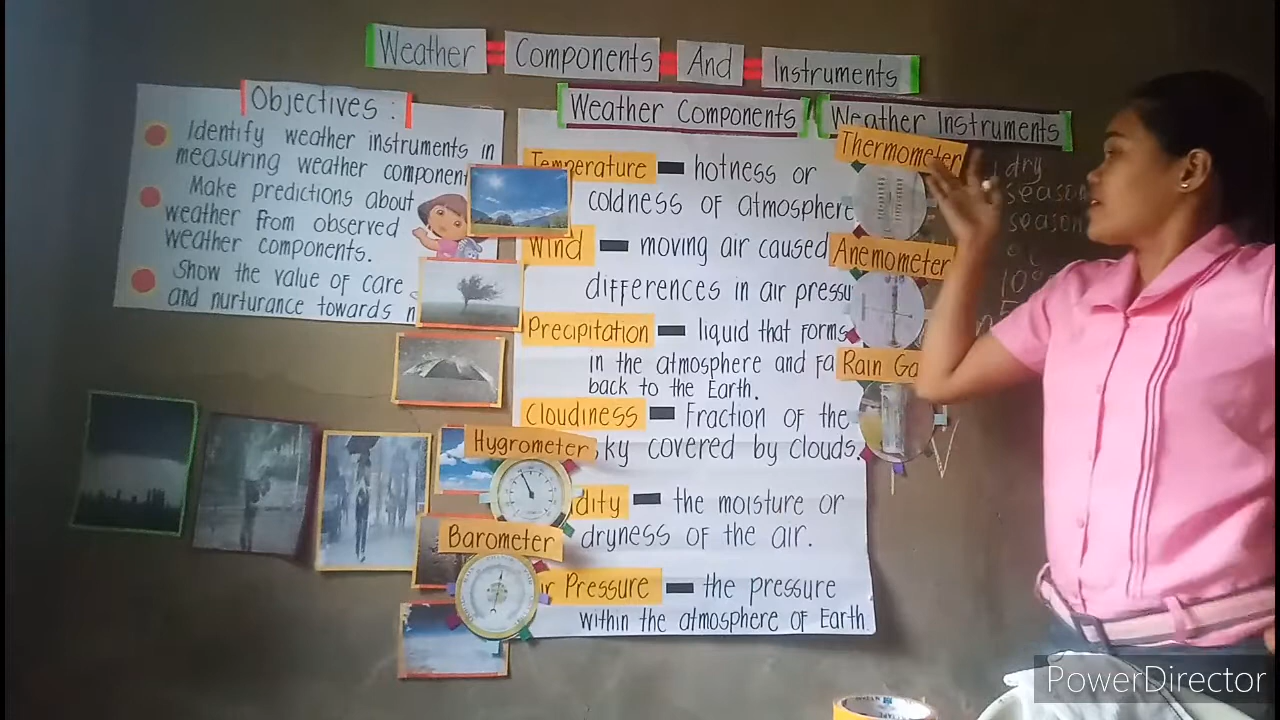 Weather Components And Instruments
Objectives :
Identify weather instruments in
measuring weather component
Make predictions about
weather from observed
weather components.
Show the value of care
and nurturance towards n
Weather Components
Temperature - hotness or
coldness of atmosphere
Wind - moving air caused
differences in air pressu
Precipitation - liquid that forms
in the atmosphere and fa
back to the Earth.
Cloudiness - Fraction of the
sky covered by clouds.
dity - the moisture or
dryness of the air.
ir Pressure - the pressure
within the atmosphere of Earth
Hygrometer
Barometer
Weather Instruments
Thermometer
Anemometer
Rain Ga
dry
season
season
PowerDirector